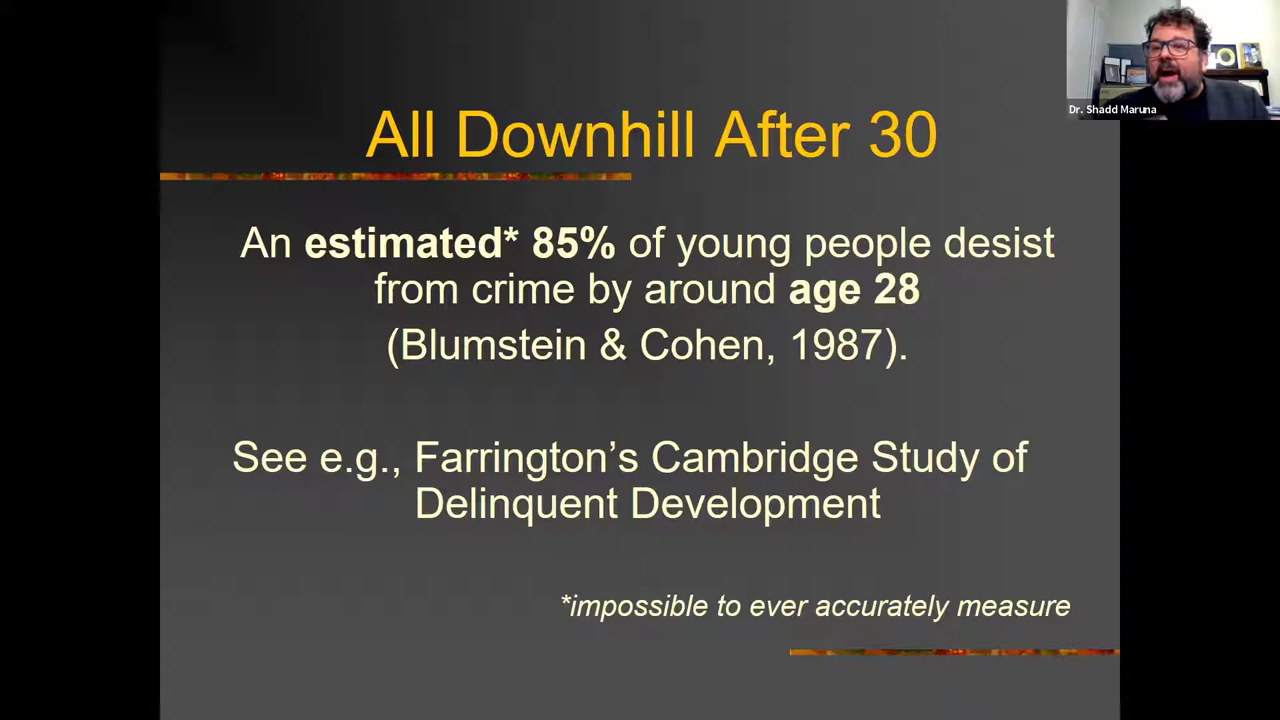 Dr. Shadd Maruna
All Downhill After 30
An estimated* 85% of young people desist
from crime by around age 28
(Blumstein & Cohen, 1987).
See e.g., Farrington’s Cambridge Study of
Delinquent Development
*impossible to ever accurately measure